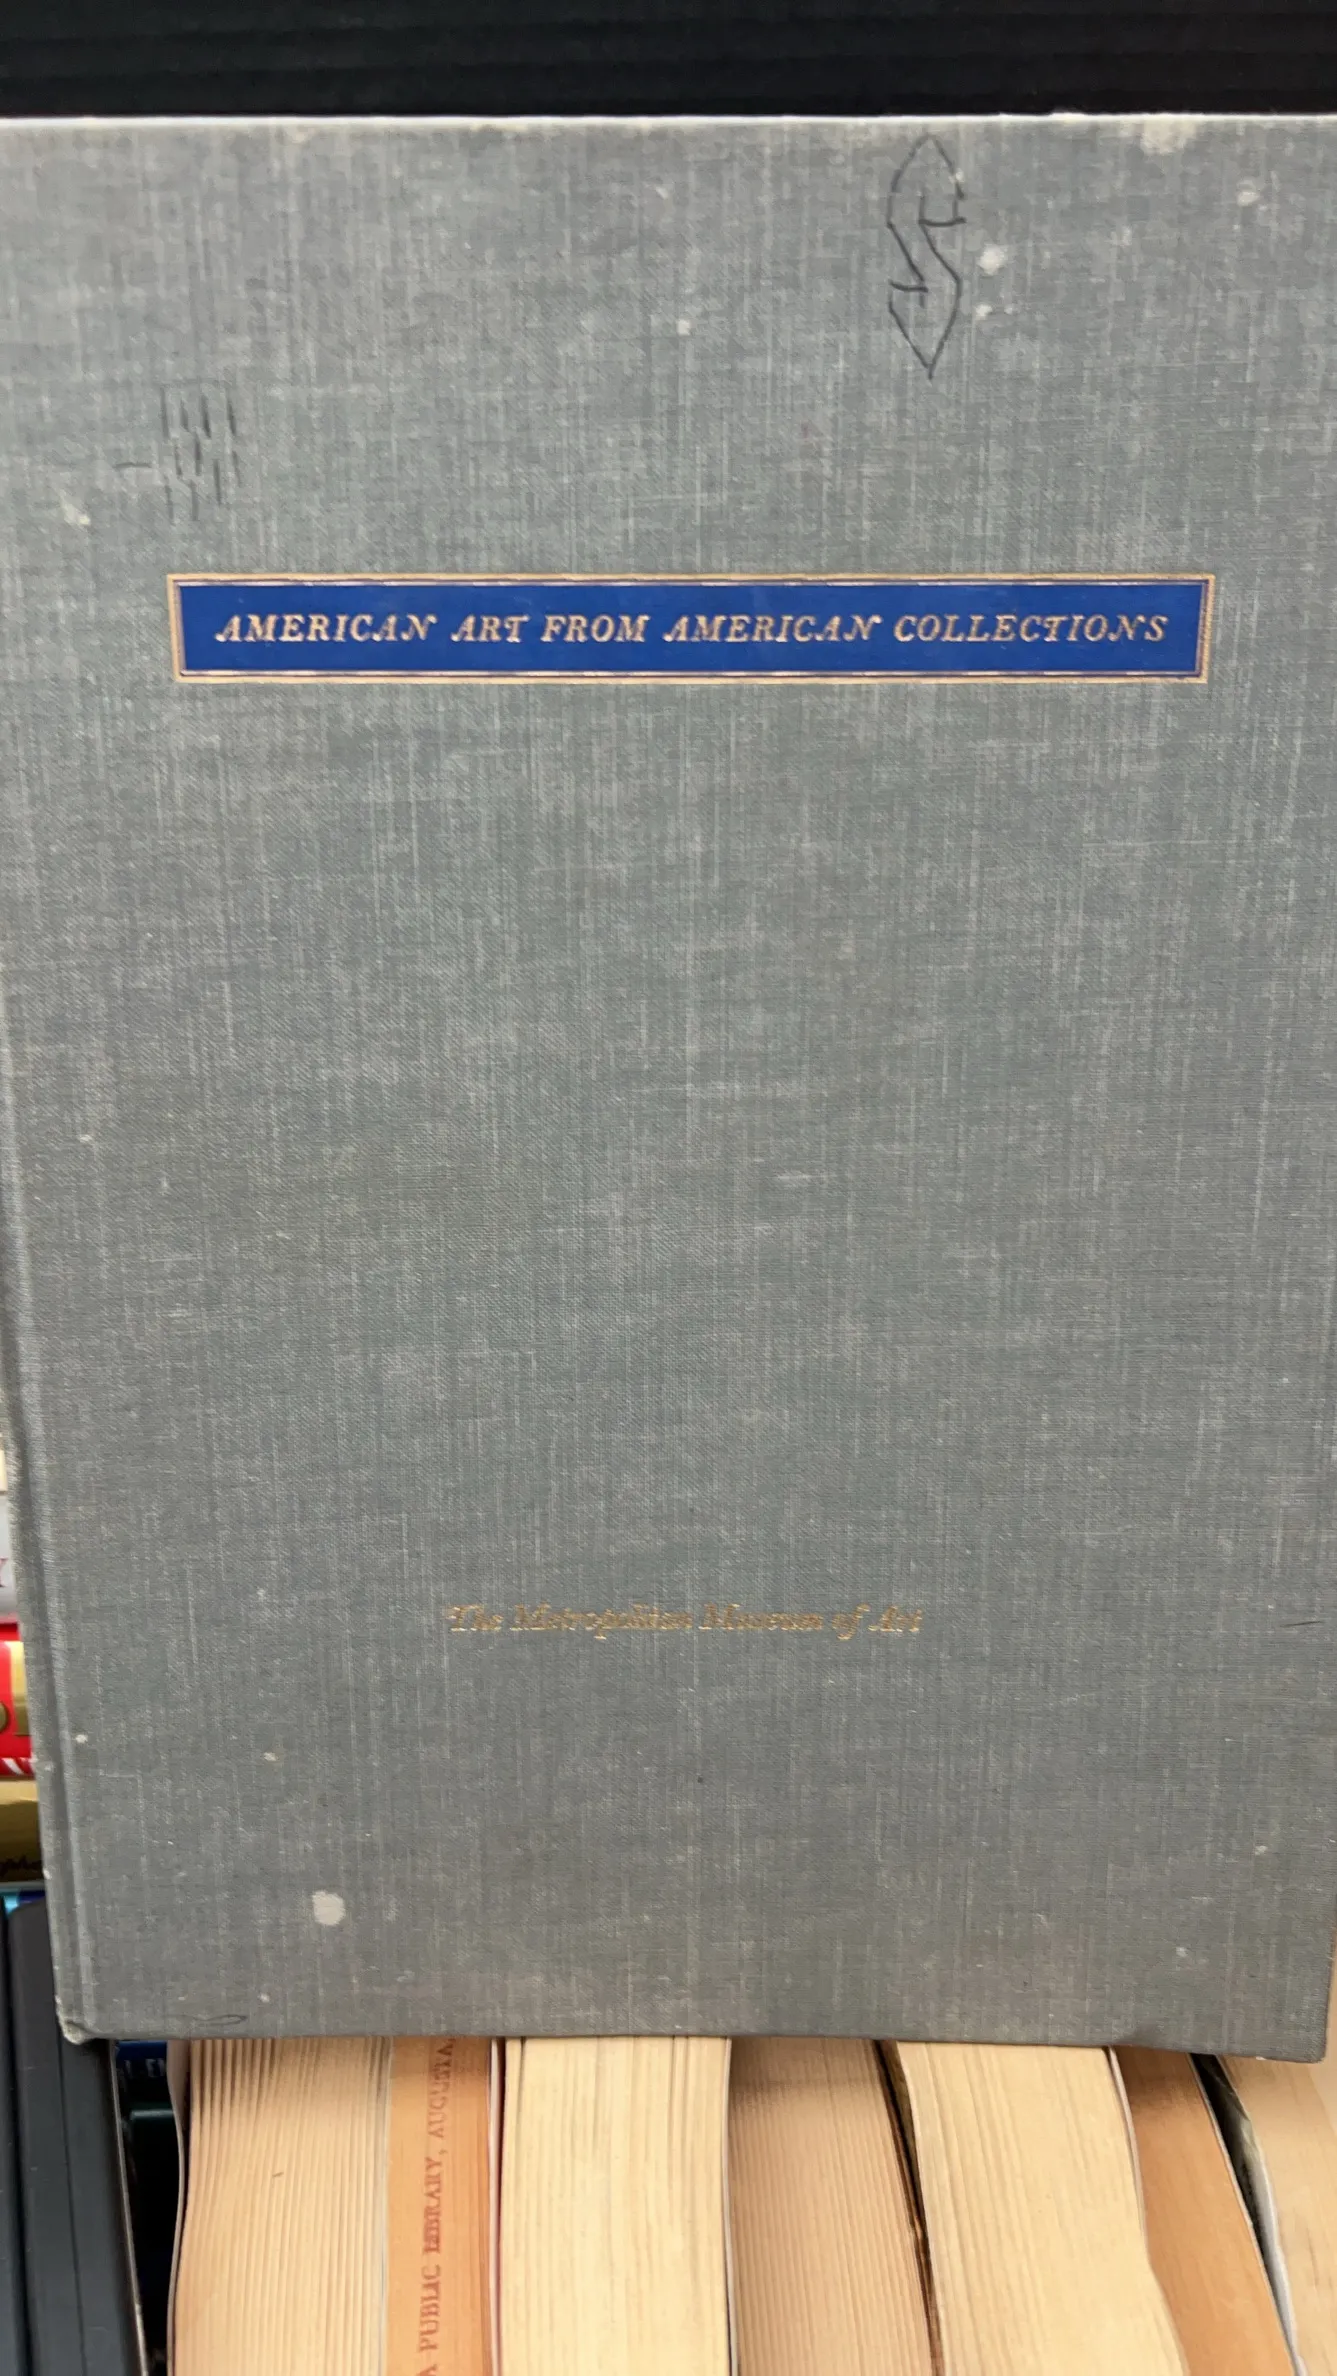 AMERICAN ART FROM AMERICAN COLLECTIONS
The Metropolitan Museum of Art
A PUBLIC LIBRARY, AUGUSTA,